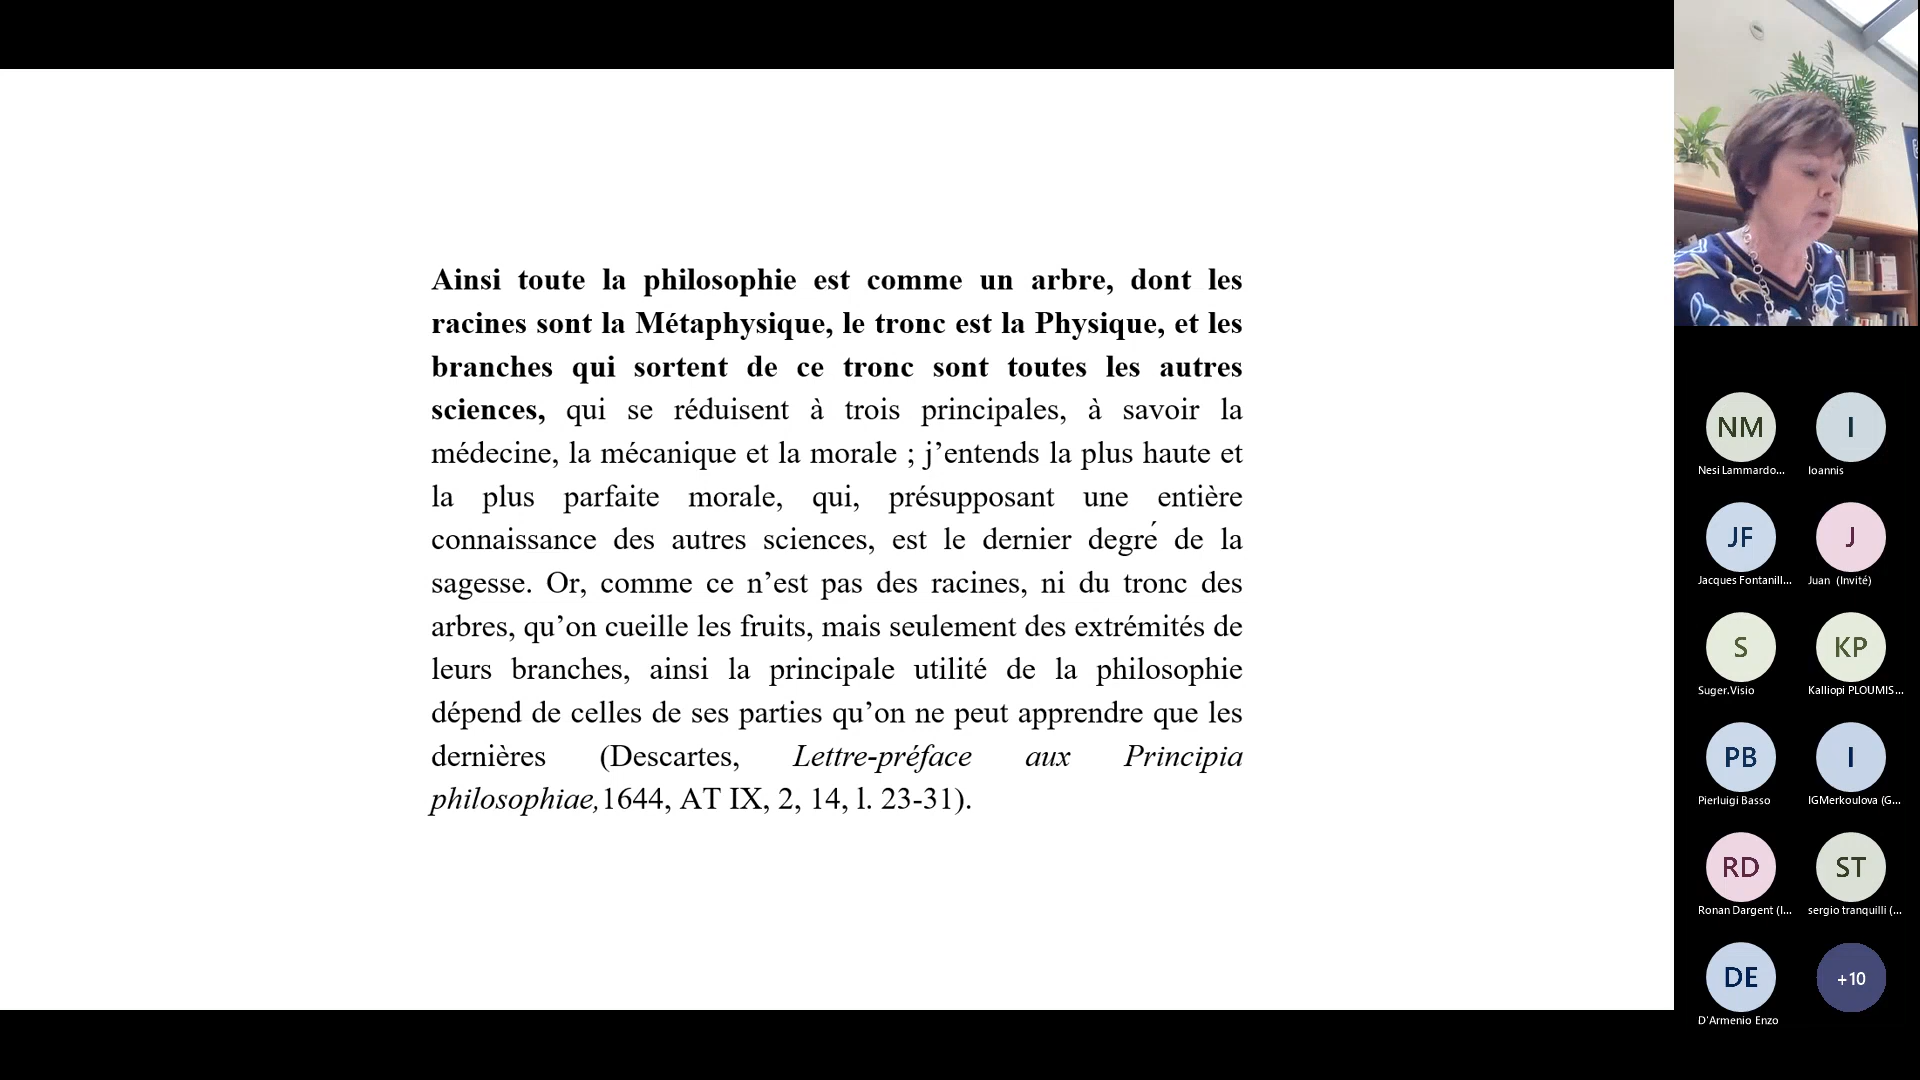 Ainsi toute la philosophie est comme un arbre, dont les
racines sont la Métaphysique, le tronc est la Physique, et les
branches qui sortent de ce tronc sont toutes les autres
sciences, qui se réduisent à trois principales, à savoir la
médecine, la mécanique et la morale ; j’entends la plus haute et
la plus parfaite morale, qui, présupposant une entière
connaissance des autres sciences, est le dernier degré de la
sagesse. Or, comme ce n’est pas des racines, ni du tronc des
arbres, qu’on cueille les fruits, mais seulement des extrémités de
leurs branches, ainsi la principale utilité de la philosophie
dépend de celles de ses parties qu’on ne peut apprendre que les
dernières (Descartes, Lettre-préface aux Principia
philosophiae,1644, AT IX, 2, 14, l. 23-31).
NM
Nesi Lammardo...
I
Ioannis
JF
Jacques Fontanill...
J
Juan (Invité)
S
Suger.Visio
KP
Kalliopi PLOUMIS...
PB
Pierluigi Basso
I
IGMerkoulova (G...
RD
Ronan Dargent (I...
ST
sergio tranquilli (...
DE
D'Armenio Enzo
+10